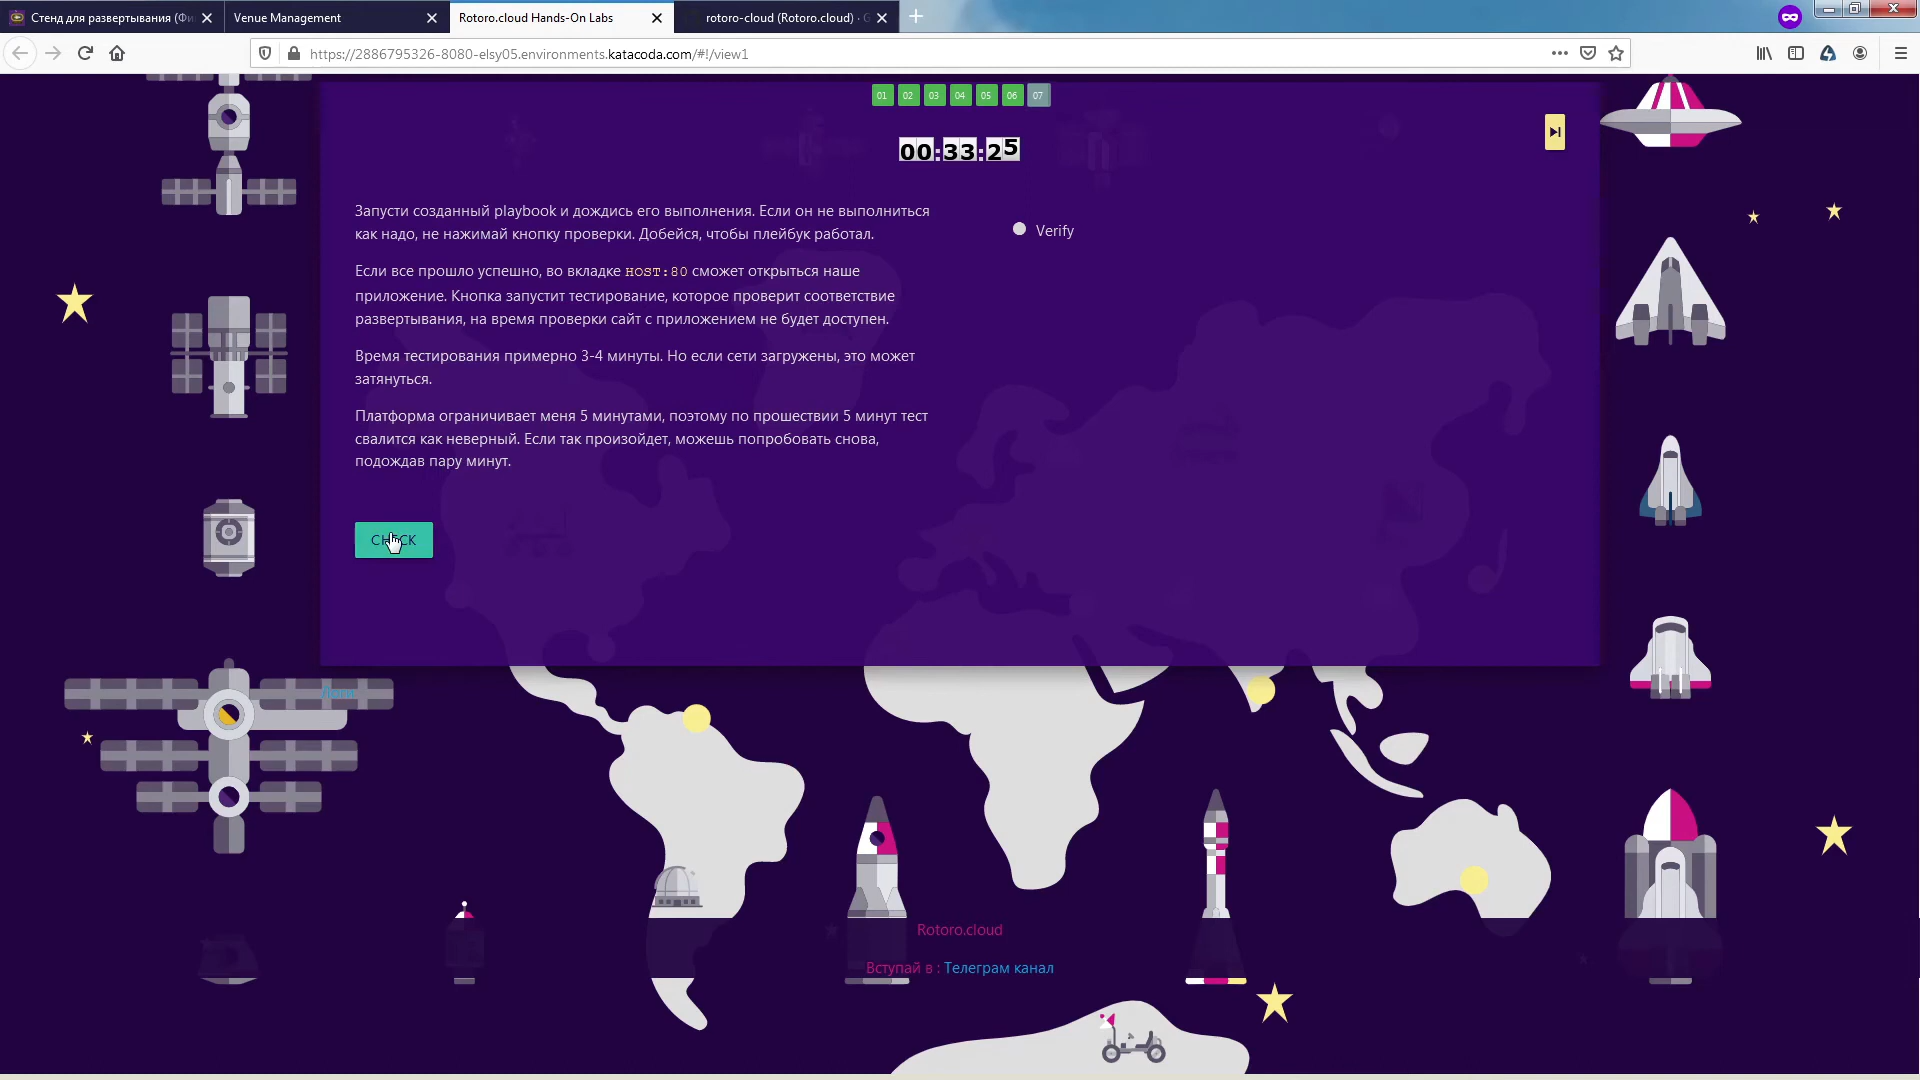 Стенд для развертывания (Фи
Venue Management
Rotoro.cloud Hands-On Labs
rotoro-cloud (Rotoro.cloud) · G
https://2886795326-8080-elsy05.environments.katacoda.com/#!/view1
01 02 03 04 05 06 07
00:33:25
Запусти созданный playbook и дождись его выполнения. Если он не выполниться
как надо, не нажимай кнопку проверки. Добейся, чтобы плейбук работал.
Verify
Если все прошло успешно, во вкладке HOST:80 сможет открыться наше
приложение. Кнопка запустит тестирование, которое проверит соответствие
развертывания, на время проверки сайт с приложением не будет доступен.
Время тестирования примерно 3-4 минуты. Но если сети загружены, это может
затянуться.
Платформа ограничивает меня 5 минутами, поэтому по прошествии 5 минут тест
свалится как неверный. Если так произойдет, можешь попробовать снова,
подождав пару минут.
CHECK
Rotoro.cloud
Вступай в : Телеграм канал